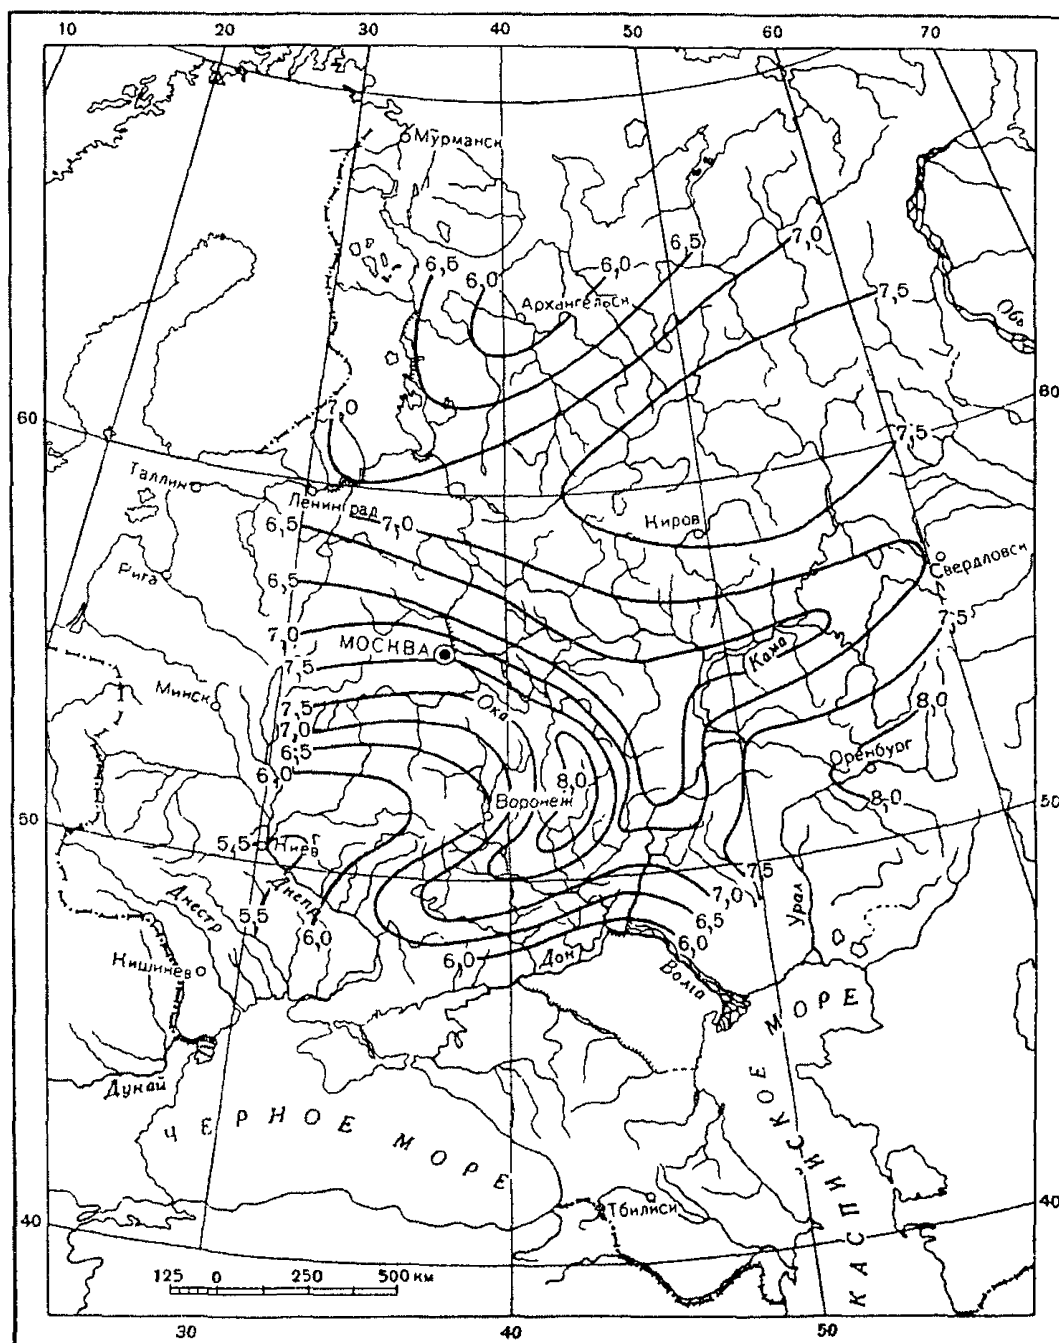 10 20 30 40 50 60 70
Мурманск
7,0
6,5 6,0 6,0 6,5
7,5
Архангельск
Обь
60
60
7,0
7,5
Таллин
Ленинград
7,0
Киров
6,5
Рига
Свердловск
6,5
7,0
7,5
МОСКВА
7,5
Кама
Минск
7,5
Ока
8,0
7,0
6,5
Оренбург
6,0
8,0
Воронеж
8,0
50
50
5,5
Киев
7,5
Днестр
Днепр
7,0
5,5
6,0
6,5
Урал
6,0
6,0
Дон
Волга
Кишинев
Дунай
ЧЕРНОЕ МОРЕ
КАСПИЙСКОЕ МОРЕ
Тбилиси
40
40
125 0 250 500 км
30 40 50